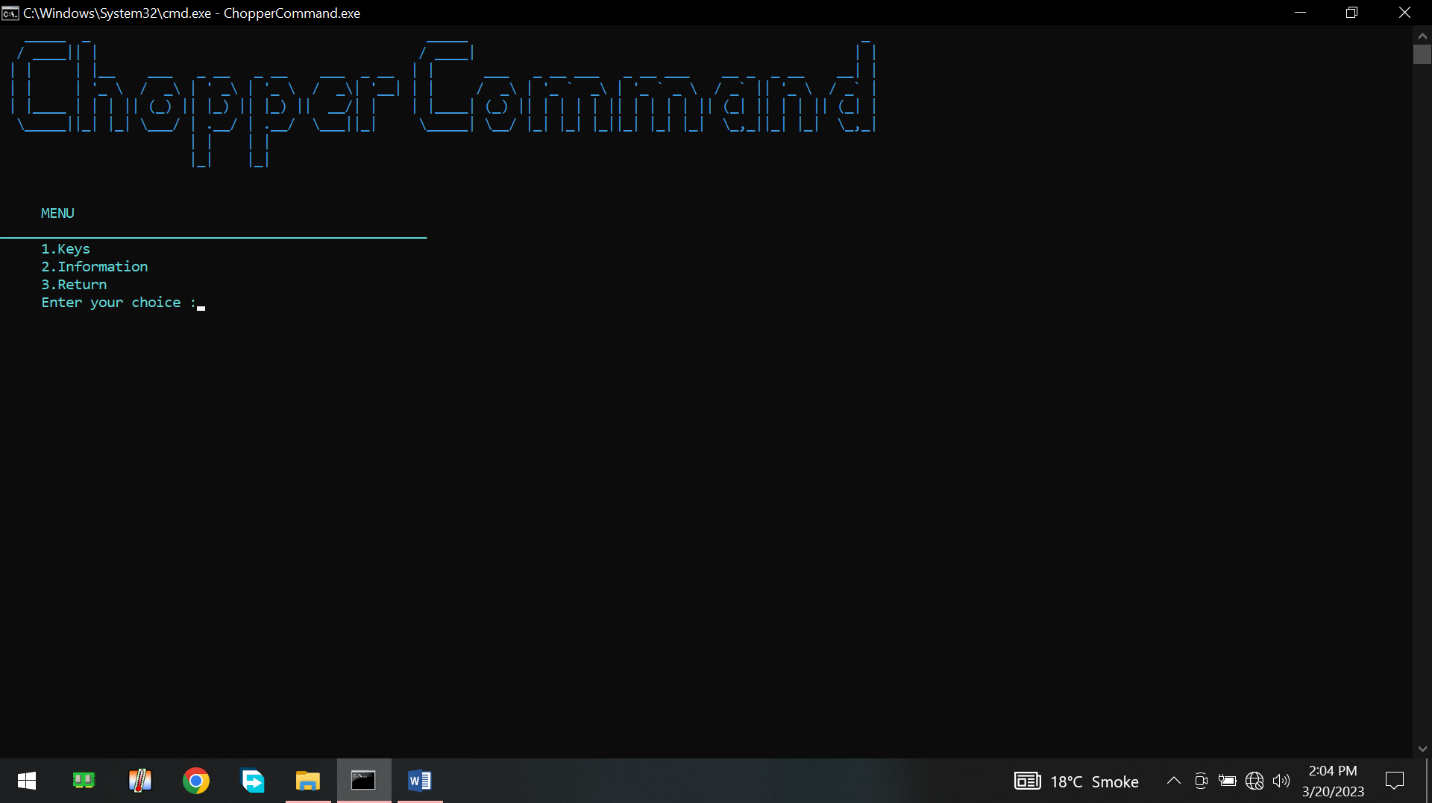 C:\Windows\System32\cmd.exe - ChopperCommand.exe
ChopperCommand
MENU
1.Keys
2.Information
3.Return
Enter your choice :
18°C Smoke
2:04 PM
3/20/2023